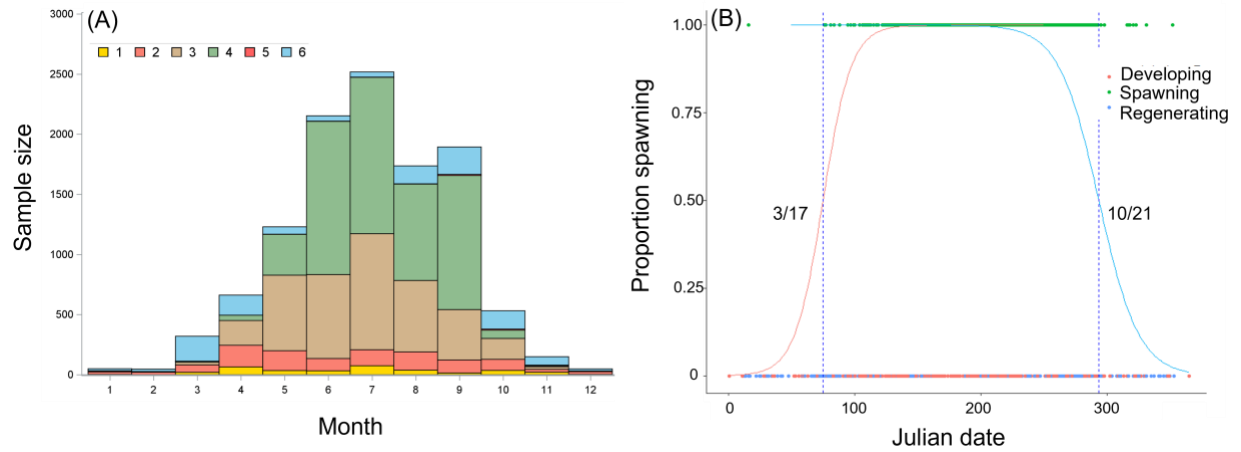 (A)
3000
1 2 3 4 5 6
2500
2000
1500
1000
500
0
Sample size
1 2 3 4 5 6 7 8 9 10 11 12
Month
(B)
1.00
0.75
0.50
0.25
0
Proportion spawning
Developing
Spawning
Regenerating
3/17
10/21
0 100 200 300
Julian date